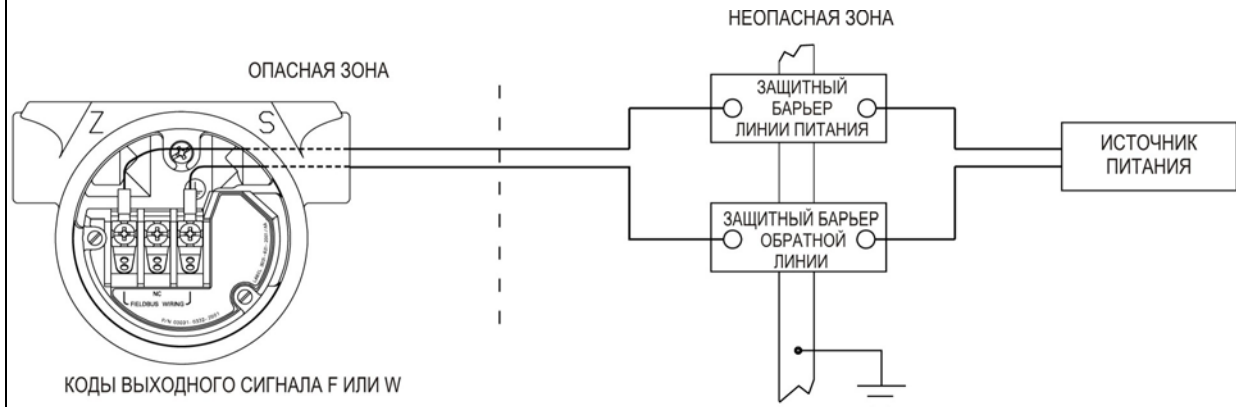 НЕОПАСНАЯ ЗОНА
ОПАСНАЯ ЗОНА
ЗАЩИТНЫЙ
БАРЬЕР
ЛИНИИ ПИТАНИЯ
ИСТОЧНИК
ПИТАНИЯ
Z S
ЗАЩИТНЫЙ БАРЬЕР
ОБРАТНОЙ
ЛИНИИ
NC
FIELDBUS WIRING
КОДЫ ВЫХОДНОГО СИГНАЛА F ИЛИ W